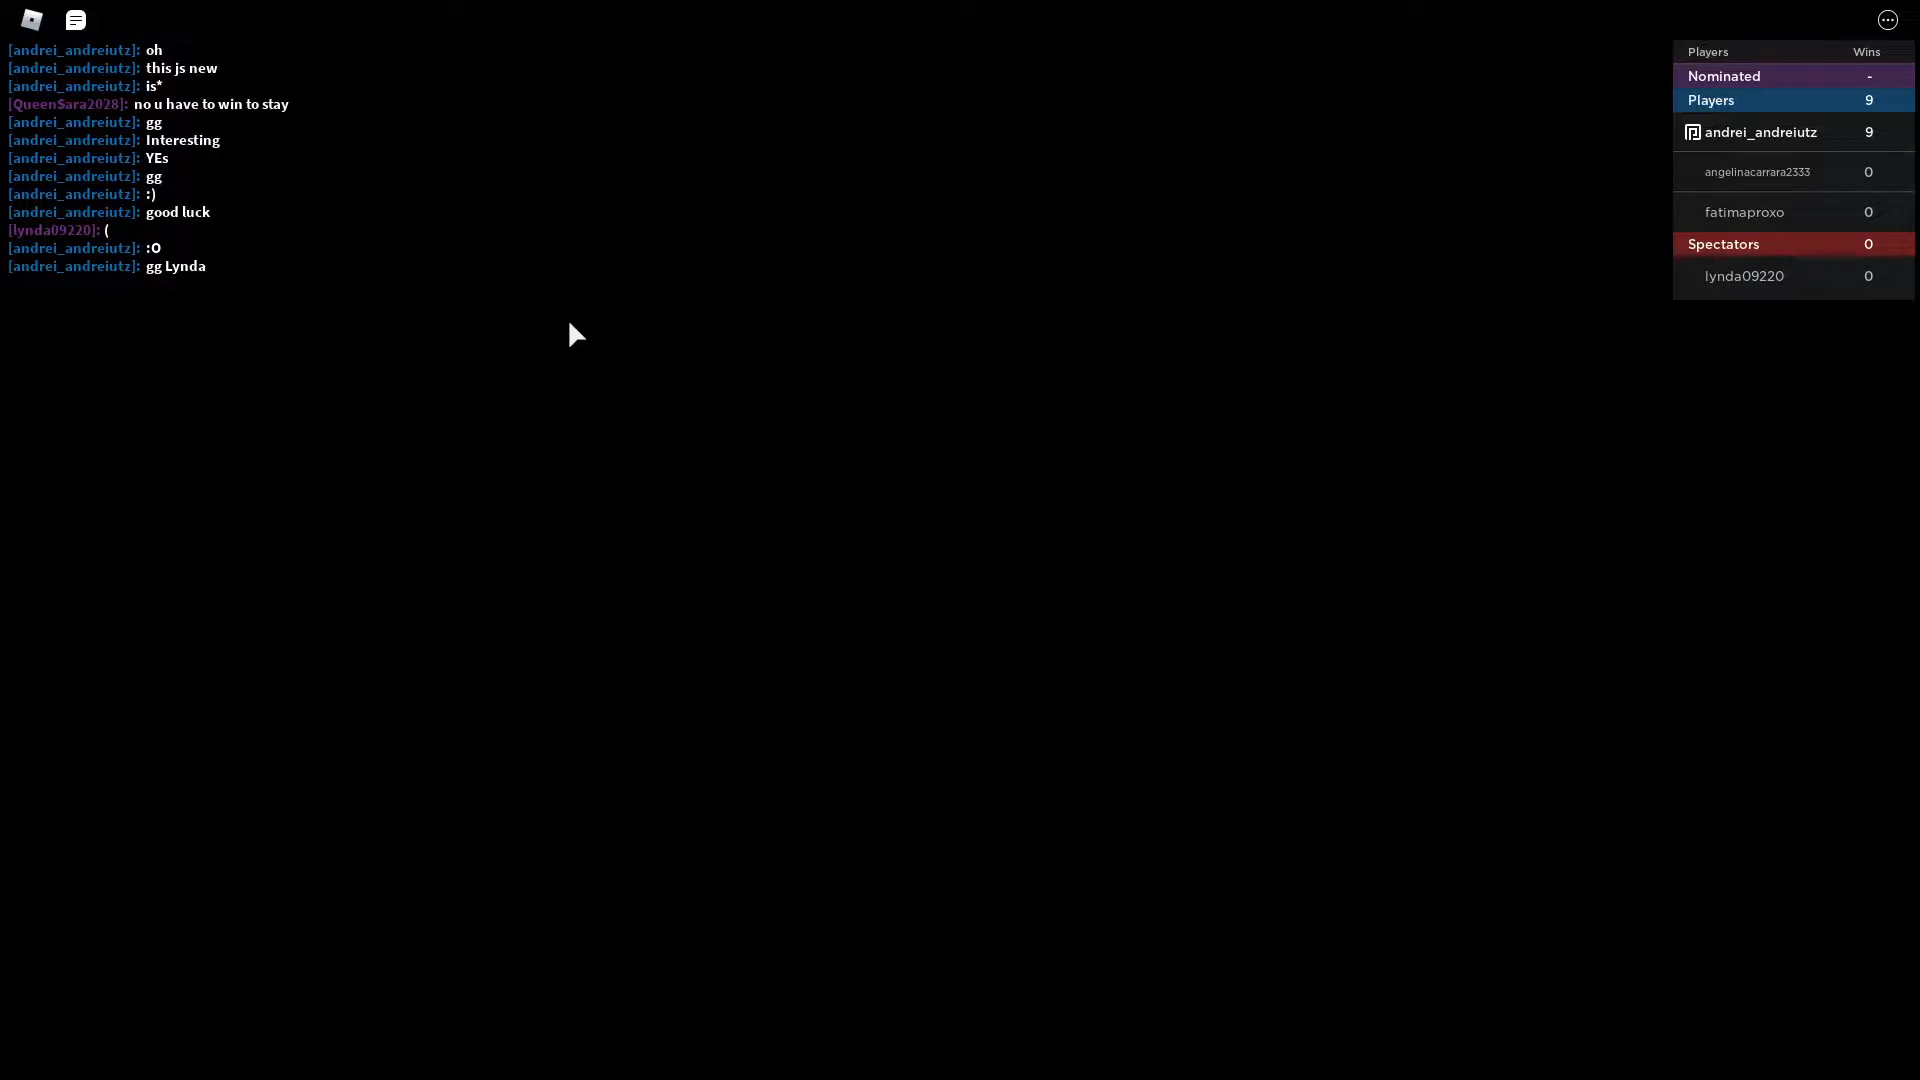 [andrei_andreiutz]: oh
[andrei_andreiutz]: this js new
[andrei_andreiutz]: is*
[QueenSara2028]: no u have to win to stay
[andrei_andreiutz]: gg
[andrei_andreiutz]: Interesting
[andrei_andreiutz]: YEs
[andrei_andreiutz]: gg
[andrei_andreiutz]: :)
[andrei_andreiutz]: good luck
[lynda09220]: (
[andrei_andreiutz]: :O
[andrei_andreiutz]: gg Lynda
Players Wins
Nominated -
Players 9
andrei_andreiutz 9
angelinacarrara2333 0
fatimaproxo 0
Spectators 0
lynda09220 0